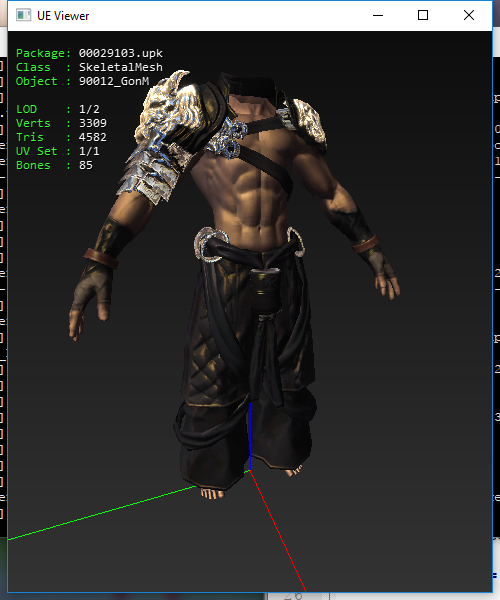 UE Viewer
Package: 00029103.upk
Class : SkeletalMesh
Object : 90012_GonM
LOD : 1/2
Verts : 3309
Tris : 4582
UV Set : 1/1
Bones : 85